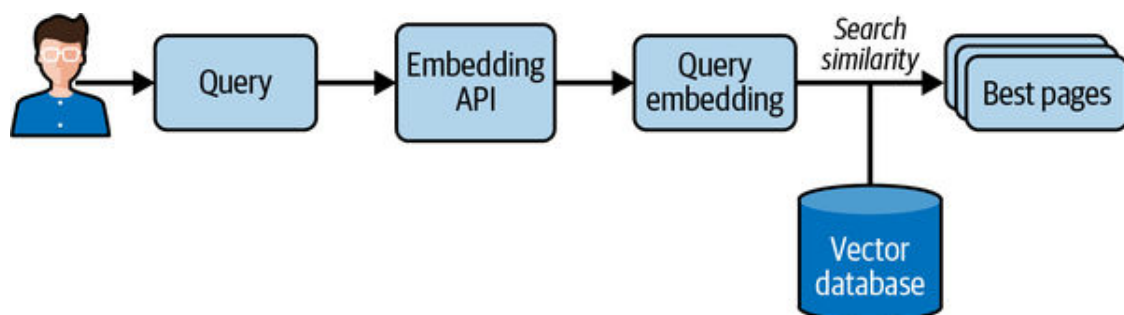 Query
Embedding
API
Query
embedding
Search
similarity
Best pages
Vector
database